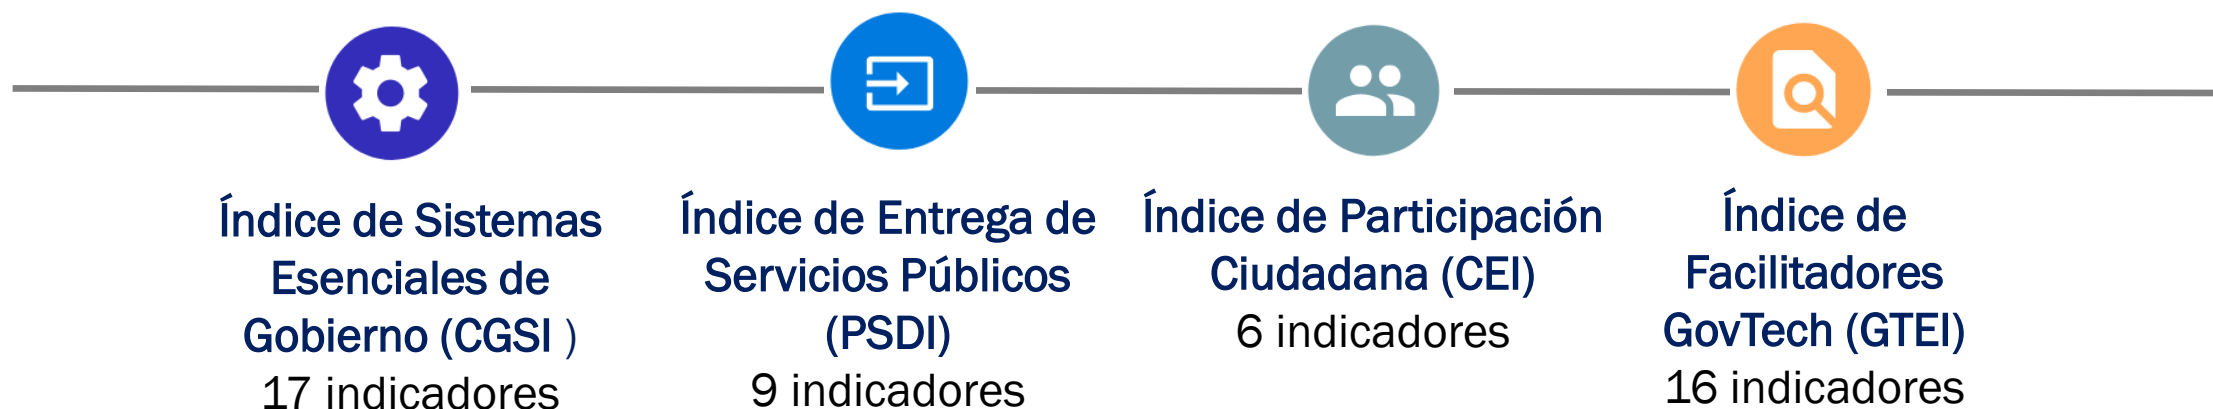 Índice de Sistemas
Esenciales de
Gobierno (CGSI )
17 indicadores
Índice de Entrega de
Servicios Públicos
(PSDI)
9 indicadores
Índice de Participación
Ciudadana (CEI)
6 indicadores
Índice de
Facilitadores
GovTech (GTEI)
16 indicadores